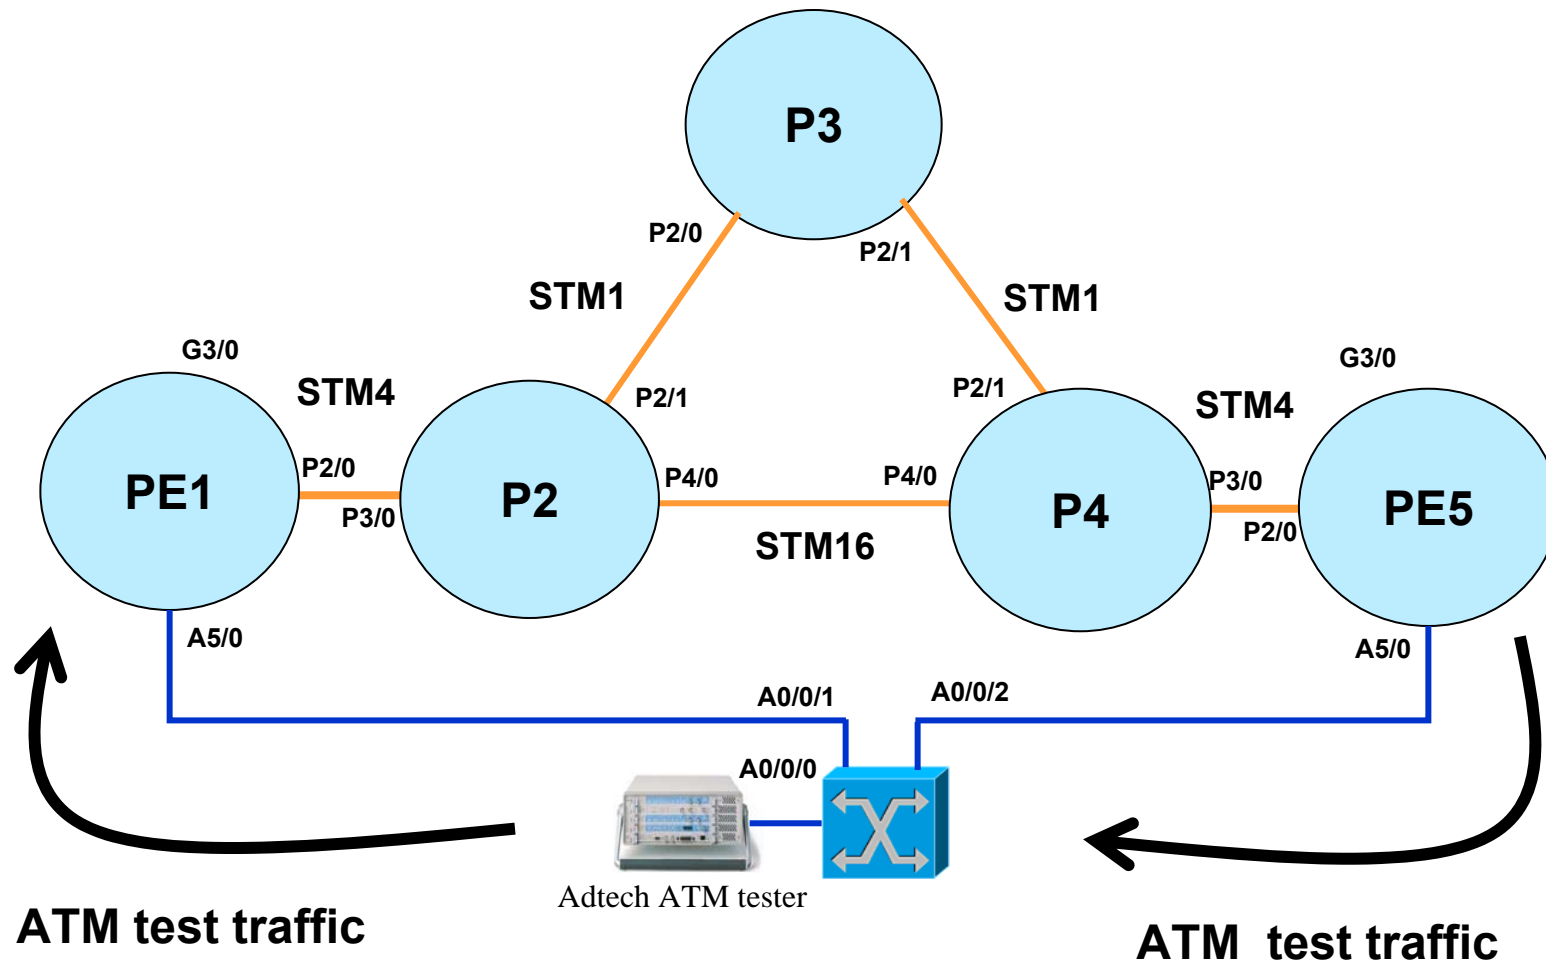 P3
P2/0
P2/1
STM1
STM1
G3/0
G3/0
STM4
P2/1
P2/1
STM4
PE1
P2/0
P3/0
P2
P4/0
P4/0
STM16
P4
P3/0
P2/0
PE5
A5/0
A5/0
A0/0/1
A0/0/2
A0/0/0
Adtech ATM tester
ATM test traffic
ATM test traffic